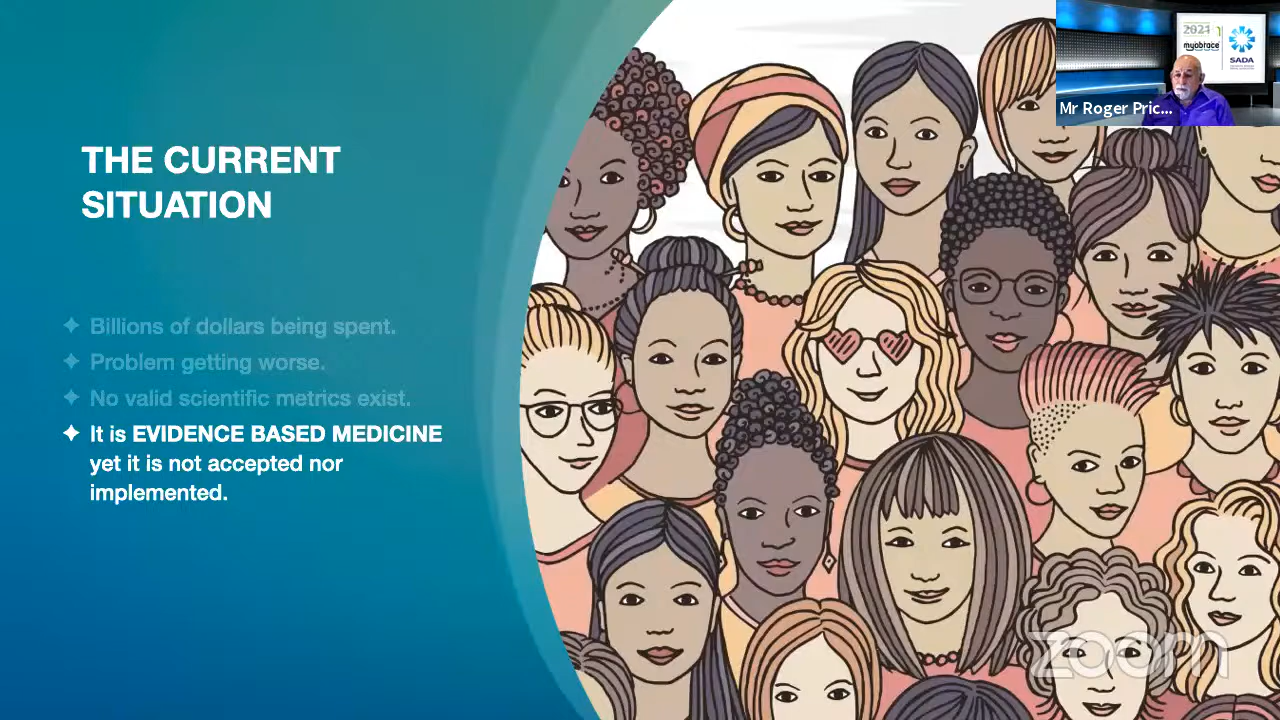 THE CURRENT
SITUATION
✦ Billions of dollars being spent.
✦ Problem getting worse.
✦ No valid scientific metrics exist.
✦ It is EVIDENCE BASED MEDICINE
yet it is not accepted nor
implemented.
2021
myobrace
SADA
Mr Roger Pric...
zoom